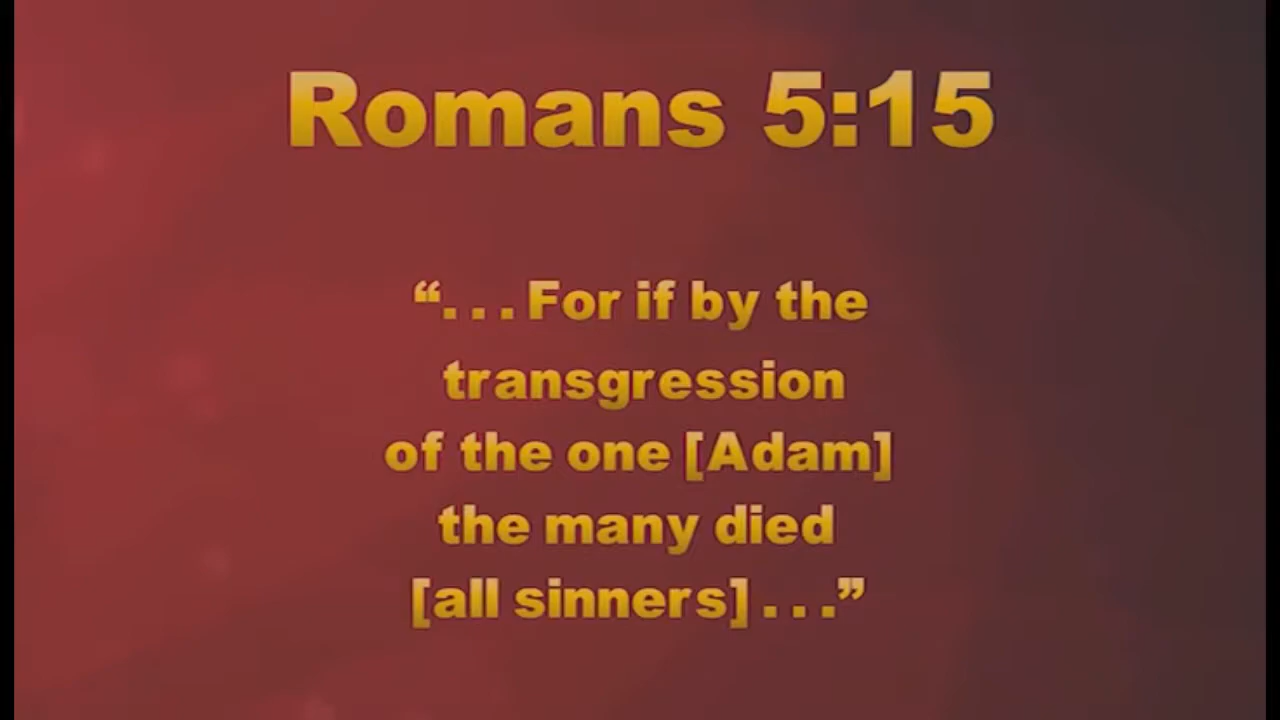 Romans 5:15
“. . . For if by the
transgression
of the one [Adam]
the many died
[all sinners] . . .”